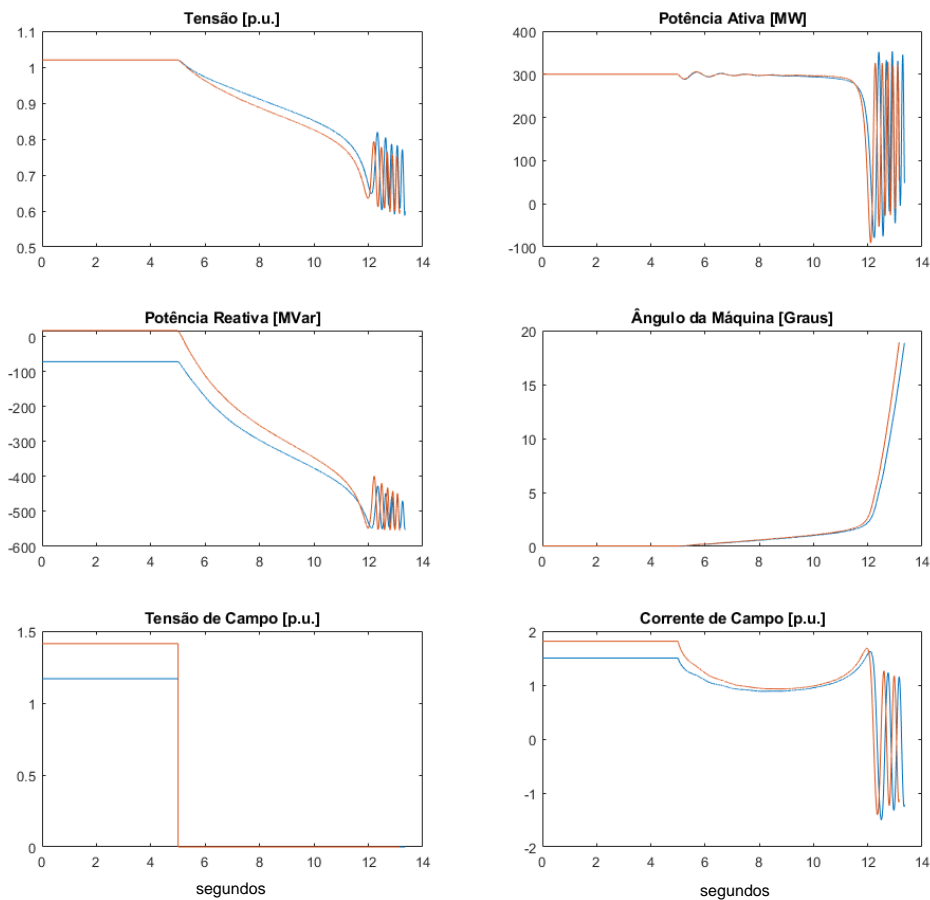 Tensão [p.u.]
1.1
1
0.9
0.8
0.7
0.6
0.5
0 2 4 6 8 10 12 14
Potência Ativa [MW]
400
300
200
100
0
-100
0 2 4 6 8 10 12 14
Potência Reativa [MVar]
0
-100
-200
-300
-400
-500
-600
0 2 4 6 8 10 12 14
Ângulo da Máquina [Graus]
20
15
10
5
0
0 2 4 6 8 10 12 14
Tensão de Campo [p.u.]
1.5
1
0.5
0
0 2 4 6 8 10 12 14
segundos
Corrente de Campo [p.u.]
2
1
0
-1
-2
0 2 4 6 8 10 12 14
segundos